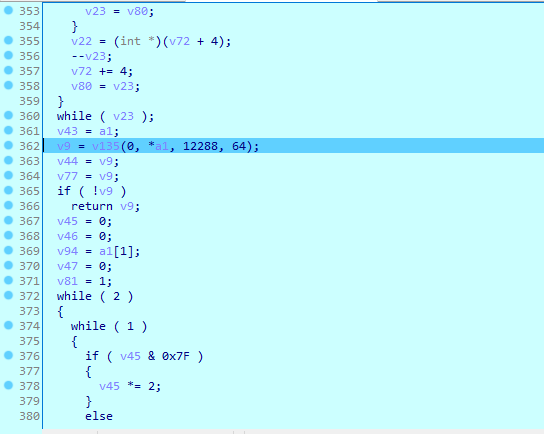 353 v23 = v80;
354 }
355 v22 = (int *)(v72 + 4);
356 --v23;
357 v72 += 4;
358 v80 = v23;
359 }
360 while ( v23 );
361 v43 = a1;
362 v9 = v135(0, *a1, 12288, 64);
363 v44 = v9;
364 v77 = v9;
365 if ( !v9 )
366 return v9;
367 v45 = 0;
368 v46 = 0;
369 v94 = a1[1];
370 v47 = 0;
371 v81 = 1;
372 while ( 2 )
373 {
374 while ( 1 )
375 {
376 if ( v45 & 0x7F )
377 {
378 v45 *= 2;
379 }
380 else